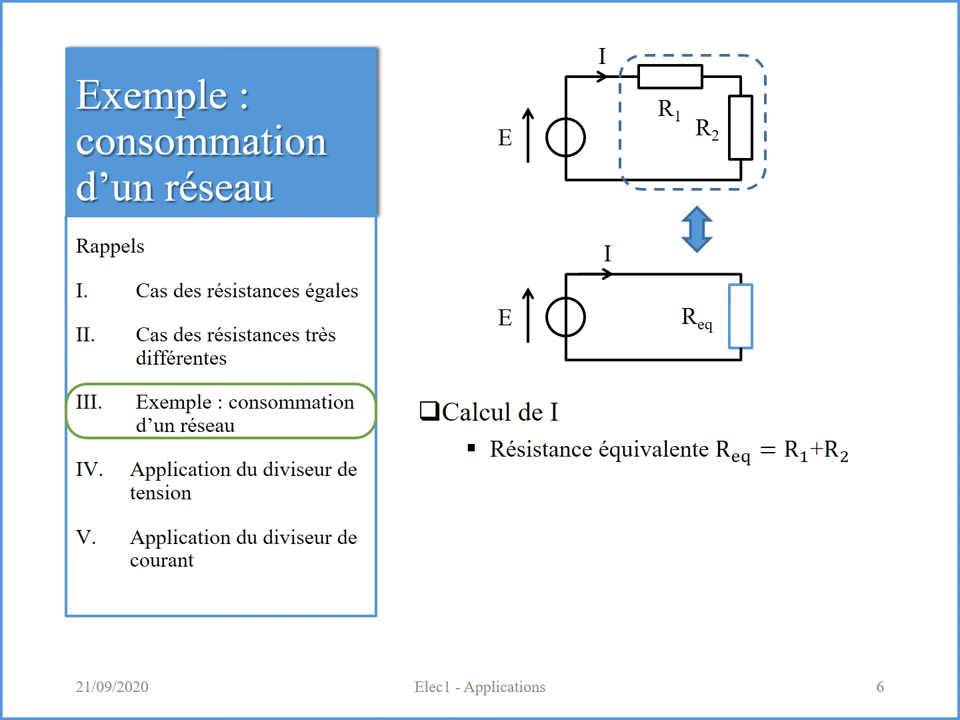 Exemple :
consommation
d’un réseau
Rappels
I. Cas des résistances égales
II. Cas des résistances très
différentes
III. Exemple : consommation
d’un réseau
IV. Application du diviseur de
tension
V. Application du diviseur de
courant
I
R₁
R₂
E
I
E
Req
❑Calcul de I
▪ Résistance équivalente Req = R₁+R₂
21/09/2020
Elec1 - Applications
6